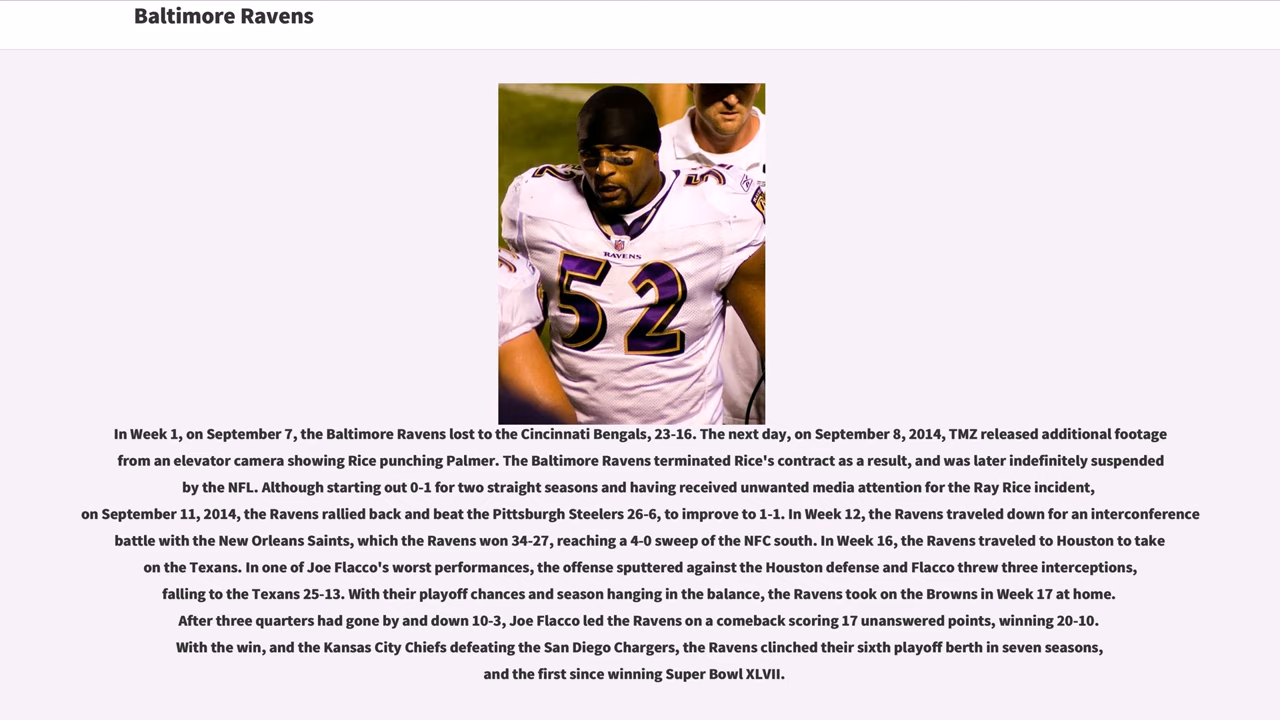 Baltimore Ravens
52
52
RAVENS
52
In Week 1, on September 7, the Baltimore Ravens lost to the Cincinnati Bengals, 23-16. The next day, on September 8, 2014, TMZ released additional footage
from an elevator camera showing Rice punching Palmer. The Baltimore Ravens terminated Rice's contract as a result, and was later indefinitely suspended
by the NFL. Although starting out 0-1 for two straight seasons and having received unwanted media attention for the Ray Rice incident,
on September 11, 2014, the Ravens rallied back and beat the Pittsburgh Steelers 26-6, to improve to 1-1. In Week 12, the Ravens traveled down for an interconference
battle with the New Orleans Saints, which the Ravens won 34-27, reaching a 4-0 sweep of the NFC south. In Week 16, the Ravens traveled to Houston to take
on the Texans. In one of Joe Flacco's worst performances, the offense sputtered against the Houston defense and Flacco threw three interceptions,
falling to the Texans 25-13. With their playoff chances and season hanging in the balance, the Ravens took on the Browns in Week 17 at home.
After three quarters had gone by and down 10-3, Joe Flacco led the Ravens on a comeback scoring 17 unanswered points, winning 20-10.
With the win, and the Kansas City Chiefs defeating the San Diego Chargers, the Ravens clinched their sixth playoff berth in seven seasons,
and the first since winning Super Bowl XLVII.